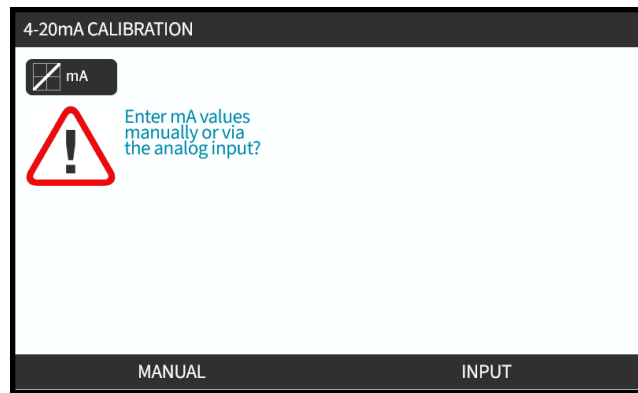 4-20mA CALIBRATION
mA
Enter mA values
manually or via
the analog input?
MANUAL INPUT